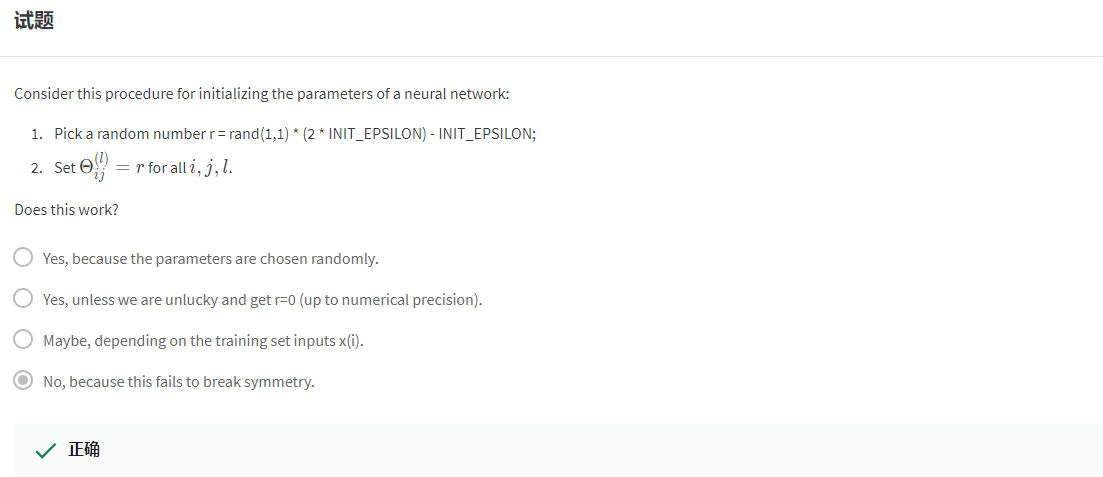 试题
Consider this procedure for initializing the parameters of a neural network:
1. Pick a random number r = rand(1,1) * (2 * INIT_EPSILON) - INIT_EPSILON;
2. Set Θ_{ij}^{(l)} = r for all i, j, l.
Does this work?
Yes, because the parameters are chosen randomly.
Yes, unless we are unlucky and get r=0 (up to numerical precision).
Maybe, depending on the training set inputs x(i).
No, because this fails to break symmetry.
正确